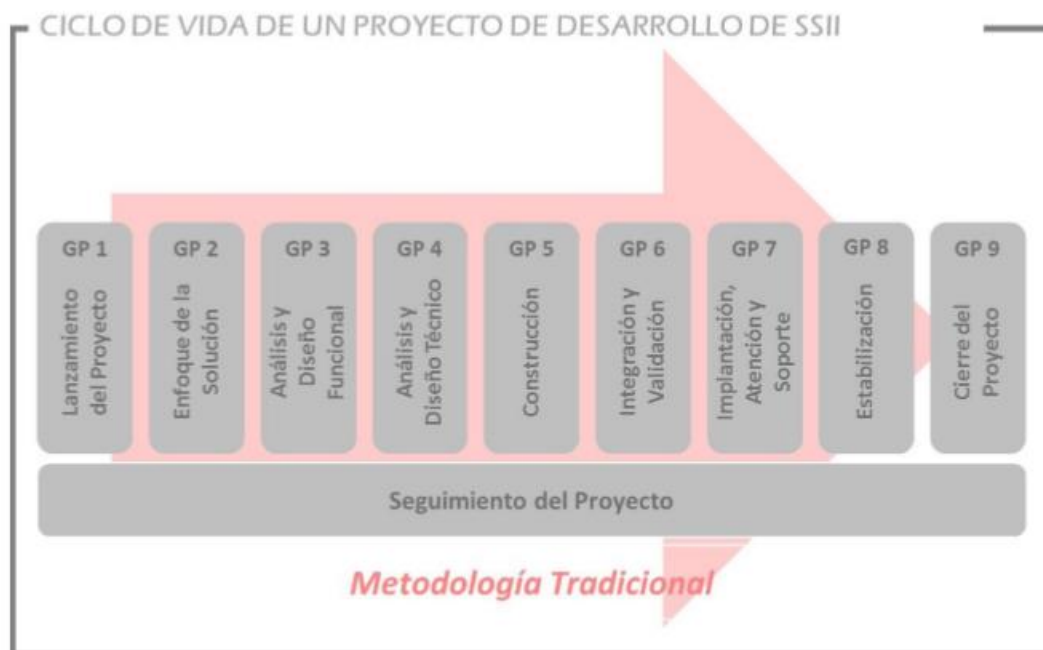 CICLO DE VIDA DE UN PROYECTO DE DESARROLLO DE SSII
GP 1
Lanzamiento
del Proyecto
GP 2
Enfoque de la
Solución
GP 3
Análisis y
Diseño
Funcional
GP 4
Análisis y
Diseño Técnico
GP 5
Construcción
GP 6
Integración y
Validación
GP 7
Implantación,
Atención y
Soporte
GP 8
Estabilización
GP 9
Cierre del
Proyecto
Seguimiento del Proyecto
Metodología Tradicional